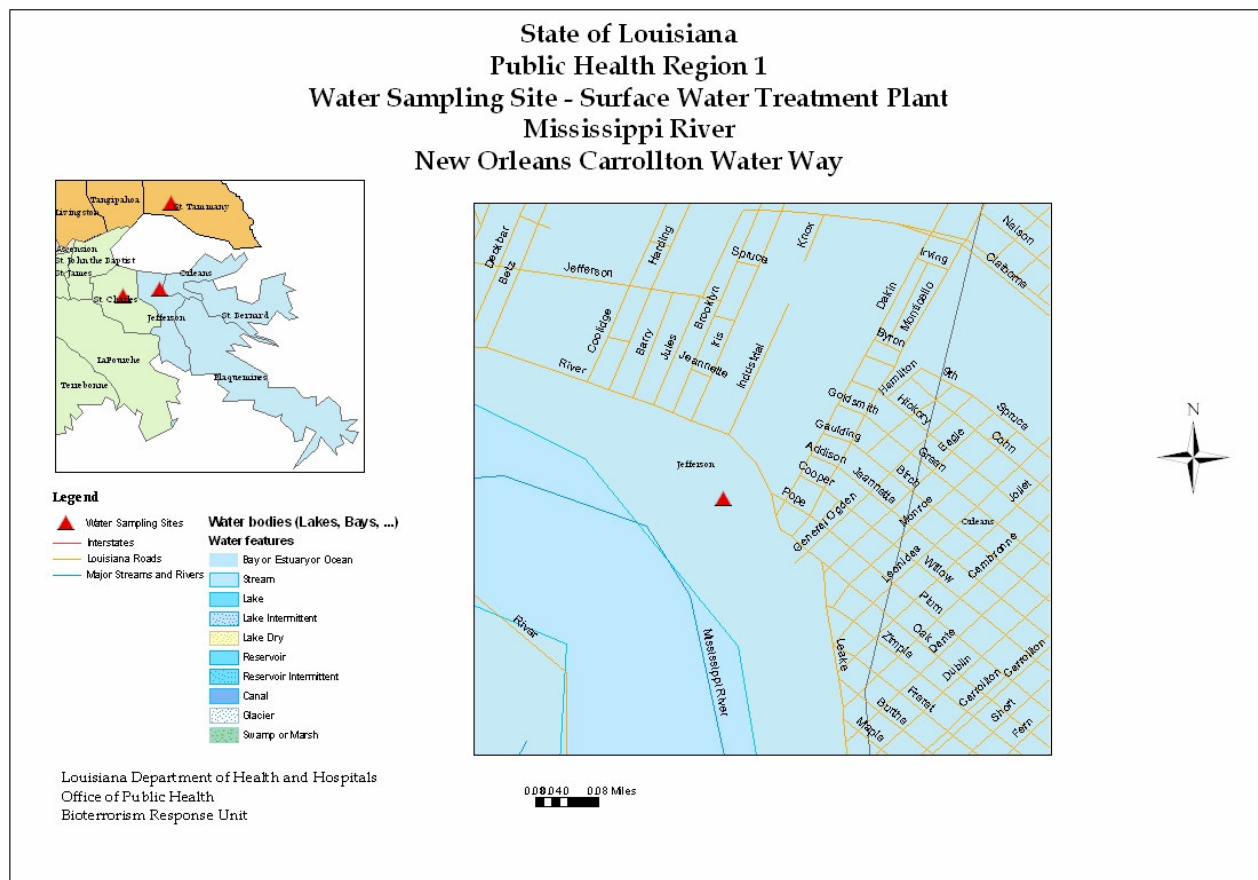 State of Louisiana
Public Health Region 1
Water Sampling Site - Surface Water Treatment Plant
Mississippi River
New Orleans Carrollton Water Way
Tangipahoa
Livingston
St. Tammany
Ascension
St. John the Baptist
St. James
Orleans
St. Charles
Jefferson
St. Bernard
LaFourche
Plaquemines
Terrebonne
Legend
Water Sampling Sites
Interstates
Louisiana Roads
Major Streams and Rivers
Water bodies (Lakes, Bays, ...)
Water features
Bay or Estuary or Ocean
Stream
Lake
Lake Intermittent
Lake Dry
Reservoir
Reservoir Intermittent
Canal
Glacier
Swamp or Marsh
Louisiana Department of Health and Hospitals
Office of Public Health
Bioterrorism Response Unit
Deckbar
Betz
Jefferson
Harding
Spruce
Knox
Irving
Nelson
Claiborne
Coolidge
Barry
Jules
Brooklyn
Iris
Jeannette
Industrial
Dakin
Monticello
Byron
River
Hamilton
9th
Goldsmith
Hickory
Spruce
Gaulding
Eagle
Cohn
Addison
Green
Jefferson
Cooper
Jeannette
Birch
Joliet
Pope
General Ogden
Monroe
Orleans
Leonidas
Willow
Cambronne
Plum
River
Mississippi River
Leake
Oak
Zimple
Dante
Dublin
Carrollton
Carrollton
Freret
Burthe
Short
Maple
Fern
N
0.08 Miles